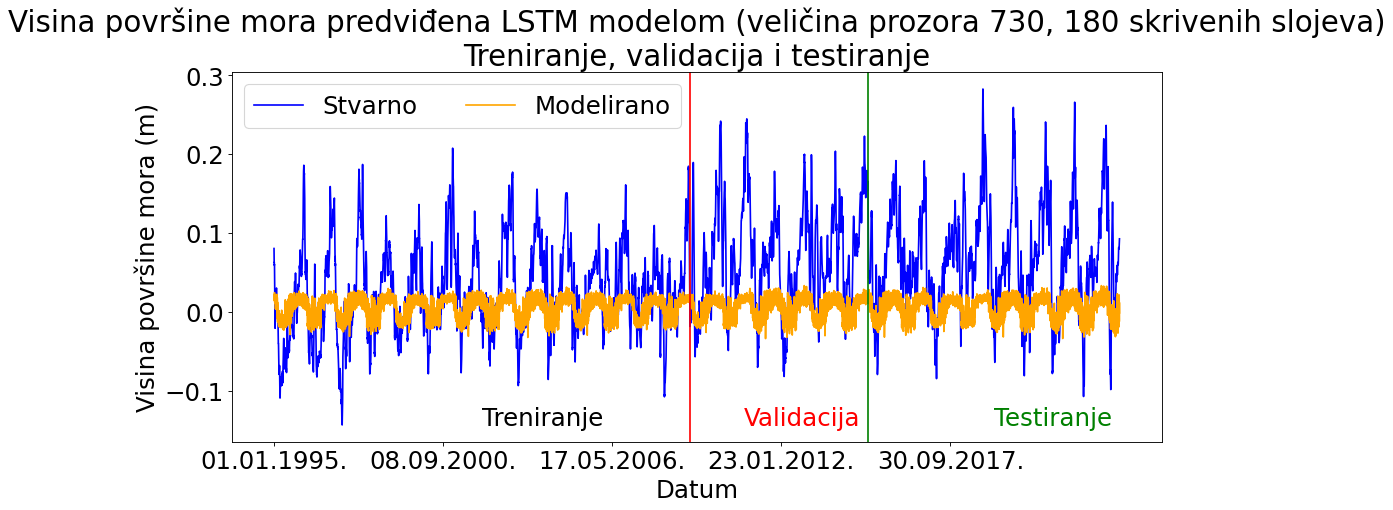 Visina površine mora predviđena LSTM modelom (veličina prozora 730, 180 skrivenih slojeva)
Treniranje, validacija i testiranje
Stvarno Modelirano
Visina površine mora (m)
0.3
0.2
0.1
0.0
−0.1
Treniranje Validacija Testiranje
01.01.1995. 08.09.2000. 17.05.2006. 23.01.2012. 30.09.2017.
Datum